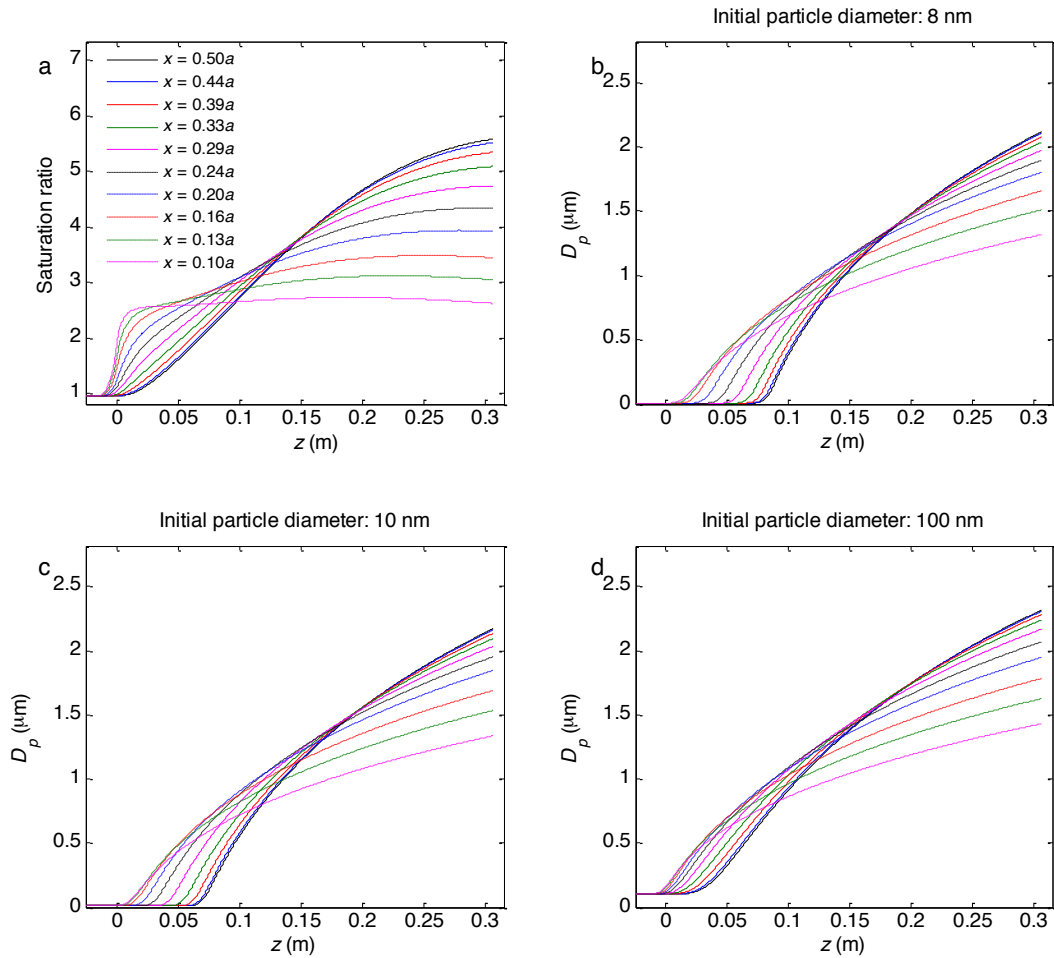 a
Saturation ratio
7
6
5
4
3
2
1
x = 0.50a
x = 0.44a
x = 0.39a
x = 0.33a
x = 0.29a
x = 0.24a
x = 0.20a
x = 0.16a
x = 0.13a
x = 0.10a
0 0.05 0.1 0.15 0.2 0.25 0.3
z (m)
Initial particle diameter: 8 nm
b
D_p (μm)
2.5
2
1.5
1
0.5
0
0 0.05 0.1 0.15 0.2 0.25 0.3
z (m)
Initial particle diameter: 10 nm
c
D_p (μm)
2.5
2
1.5
1
0.5
0
0 0.05 0.1 0.15 0.2 0.25 0.3
z (m)
Initial particle diameter: 100 nm
d
D_p (μm)
2.5
2
1.5
1
0.5
0
0 0.05 0.1 0.15 0.2 0.25 0.3
z (m)